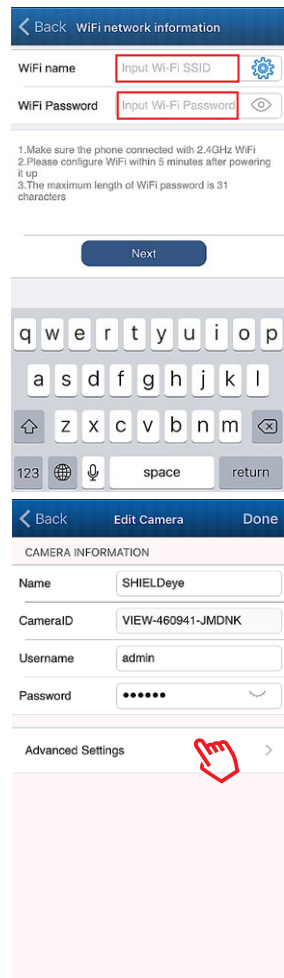 Back WiFi network information
WiFi name Input Wi-Fi SSID
WiFi Password Input Wi-Fi Password
1.Make sure the phone connected with 2.4GHz WiFi
2.Please configure WiFi within 5 minutes after powering
it up
3.The maximum length of WiFi password is 31
characters
Next
q w e r t y u i o p
a s d f g h j k l
z x c v b n m
123 space return
Back Edit Camera Done
CAMERA INFORMATION
Name SHIELDeye
CameraID VIEW-460941-JMDNK
Username admin
Password ••••••
Advanced Settings